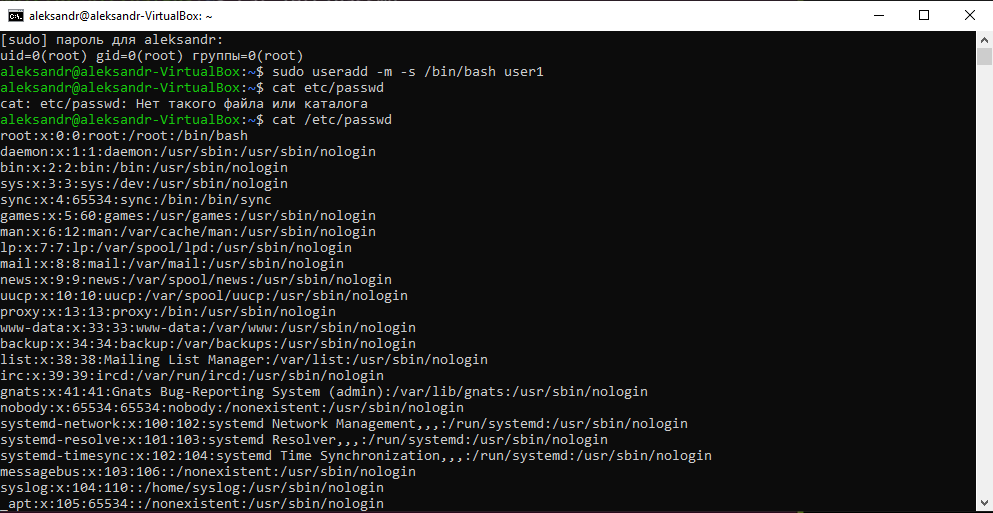 aleksandr@aleksandr-VirtualBox: ~
[sudo] пароль для aleksandr:
uid=0(root) gid=0(root) группы=0(root)
aleksandr@aleksandr-VirtualBox:~$ sudo useradd -m -s /bin/bash user1
aleksandr@aleksandr-VirtualBox:~$ cat etc/passwd
cat: etc/passwd: Нет такого файла или каталога
aleksandr@aleksandr-VirtualBox:~$ cat /etc/passwd
root:x:0:0:root:/root:/bin/bash
daemon:x:1:1:daemon:/usr/sbin:/usr/sbin/nologin
bin:x:2:2:bin:/bin:/usr/sbin/nologin
sys:x:3:3:sys:/dev:/usr/sbin/nologin
sync:x:4:65534:sync:/bin:/bin/sync
games:x:5:60:games:/usr/games:/usr/sbin/nologin
man:x:6:12:man:/var/cache/man:/usr/sbin/nologin
lp:x:7:7:lp:/var/spool/lpd:/usr/sbin/nologin
mail:x:8:8:mail:/var/mail:/usr/sbin/nologin
news:x:9:9:news:/var/spool/news:/usr/sbin/nologin
uucp:x:10:10:uucp:/var/spool/uucp:/usr/sbin/nologin
proxy:x:13:13:proxy:/bin:/usr/sbin/nologin
www-data:x:33:33:www-data:/var/www:/usr/sbin/nologin
backup:x:34:34:backup:/var/backups:/usr/sbin/nologin
list:x:38:38:Mailing List Manager:/var/list:/usr/sbin/nologin
irc:x:39:39:ircd:/var/run/ircd:/usr/sbin/nologin
gnats:x:41:41:Gnats Bug-Reporting System (admin):/var/lib/gnats:/usr/sbin/nologin
nobody:x:65534:65534:nobody:/nonexistent:/usr/sbin/nologin
systemd-network:x:100:102:systemd Network Management,,,:/run/systemd:/usr/sbin/nologin
systemd-resolve:x:101:103:systemd Resolver,,,:/run/systemd:/usr/sbin/nologin
systemd-timesync:x:102:104:systemd Time Synchronization,,,:/run/systemd:/usr/sbin/nologin
messagebus:x:103:106::/nonexistent:/usr/sbin/nologin
syslog:x:104:110::/home/syslog:/usr/sbin/nologin
_apt:x:105:65534::/nonexistent:/usr/sbin/nologin